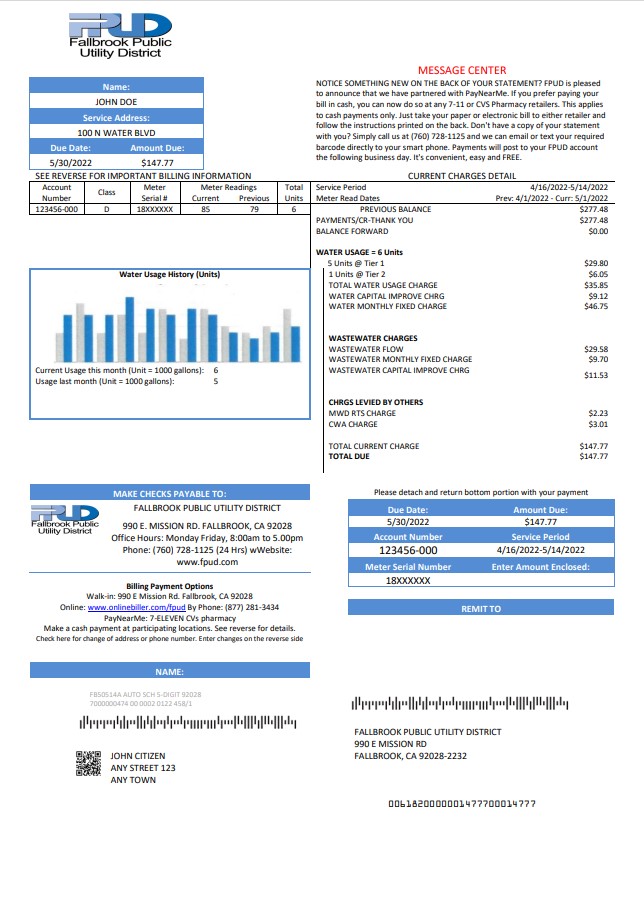 FPUD
Fallbrook Public
Utility District
Name:
JOHN DOE
Service Address:
100 N WATER BLVD
Due Date: Amount Due:
5/30/2022 $147.77
MESSAGE CENTER
NOTICE SOMETHING NEW ON THE BACK OF YOUR STATEMENT? FPUD is pleased
to announce that we have partnered with PayNearMe. If you prefer paying your
bill in cash, you can now do so at any 7-11 or CVS Pharmacy retailers. This applies
to cash payments only. Just take your paper or electronic bill to either retailer and
follow the instructions printed on the back. Don't have a copy of your statement
with you? Simply call us at (760) 728-1125 and we can email or text your required
barcode directly to your smart phone. Payments will post to your FPUD account
the following business day. It's convenient, easy and FREE.
SEE REVERSE FOR IMPORTANT BILLING INFORMATION
Account Number Class Meter Serial # Meter Readings Current Previous Total Units
123456-000 D 18XXXXXX 85 79 6
CURRENT CHARGES DETAIL
Service Period 4/16/2022-5/14/2022
Meter Read Dates Prev: 4/1/2022 - Curr: 5/1/2022
PREVIOUS BALANCE $277.48
PAYMENTS/CR-THANK YOU $277.48
BALANCE FORWARD $0.00
WATER USAGE = 6 Units
5 Units @ Tier 1 $29.80
1 Units @ Tier 2 $6.05
TOTAL WATER USAGE CHARGE $35.85
WATER CAPITAL IMPROVE CHRG $9.12
WATER MONTHLY FIXED CHARGE $46.75
WASTEWATER CHARGES
WASTEWATER FLOW $29.58
WASTEWATER MONTHLY FIXED CHARGE $9.70
WASTEWATER CAPITAL IMPROVE CHRG $11.53
CHRGS LEVIED BY OTHERS
MWD RTS CHARGE $2.23
CWA CHARGE $3.01
TOTAL CURRENT CHARGE $147.77
TOTAL DUE $147.77
Water Usage History (Units)
Current Usage this month (Unit = 1000 gallons): 6
Usage last month (Unit = 1000 gallons): 5
MAKE CHECKS PAYABLE TO:
FPUD
Fallbrook Public
Utility District
FALLBROOK PUBLIC UTILITY DISTRICT
990 E. MISSION RD. FALLBROOK, CA 92028
Office Hours: Monday Friday, 8:00am to 5.00pm
Phone: (760) 728-1125 (24 Hrs) wWebsite:
www.fpud.com
Billing Payment Options
Walk-in: 990 E Mission Rd. Fallbrook, CA 92028
Online: www.onlinebiller.com/fpud By Phone: (877) 281-3434
PayNearMe: 7-ELEVEN CVs pharmacy
Make a cash payment at participating locations. See reverse for details.
Check here for change of address or phone number. Enter changes on the reverse side
Please detach and return bottom portion with your payment
Due Date: Amount Due:
5/30/2022 $147.77
Account Number Service Period
123456-000 4/16/2022-5/14/2022
Meter Serial Number Enter Amount Enclosed:
18XXXXXX
REMIT TO
NAME:
FB50514A AUTO SCH 5-DIGIT 92028
7000000474 00 0002 0122 458/1
JOHN CITIZEN
ANY STREET 123
ANY TOWN
FALLBROOK PUBLIC UTILITY DISTRICT
990 E MISSION RD
FALLBROOK, CA 92028-2232